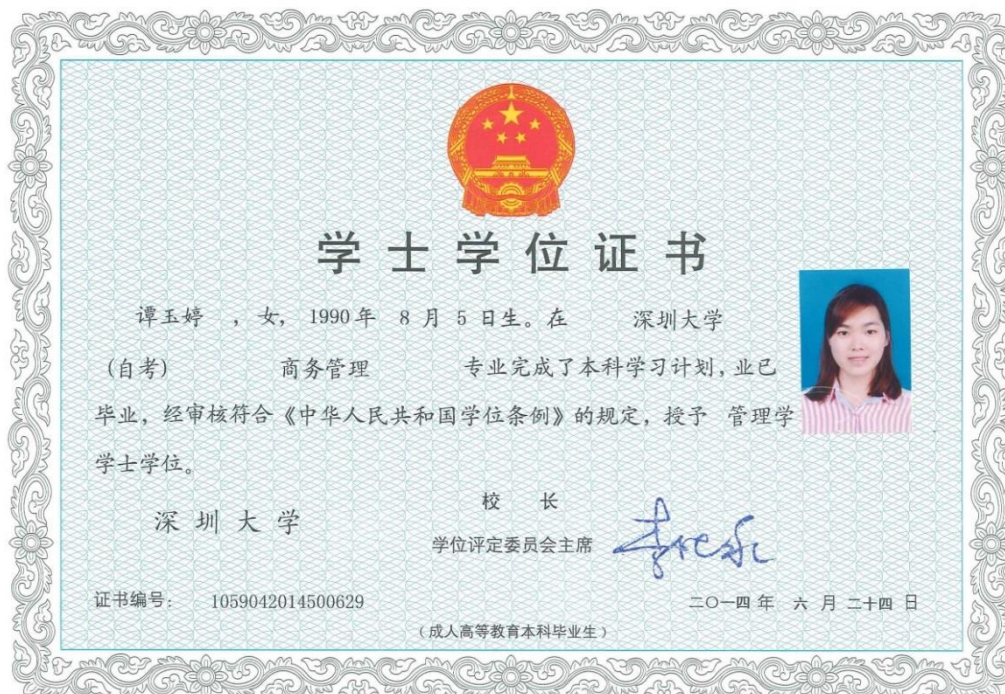 学士学位证书
谭玉婷 , 女, 1990年 8月 5日生。在 深圳大学
(自考) 商务管理 专业完成了本科学习计划, 业已
毕业, 经审核符合《中华人民共和国学位条例》的规定, 授予 管理学
学士学位。
校 长
深圳大学
学位评定委员会主席
证书编号: 1059042014500629
二〇一四年 六月 二十四日
(成人高等教育本科毕业生)